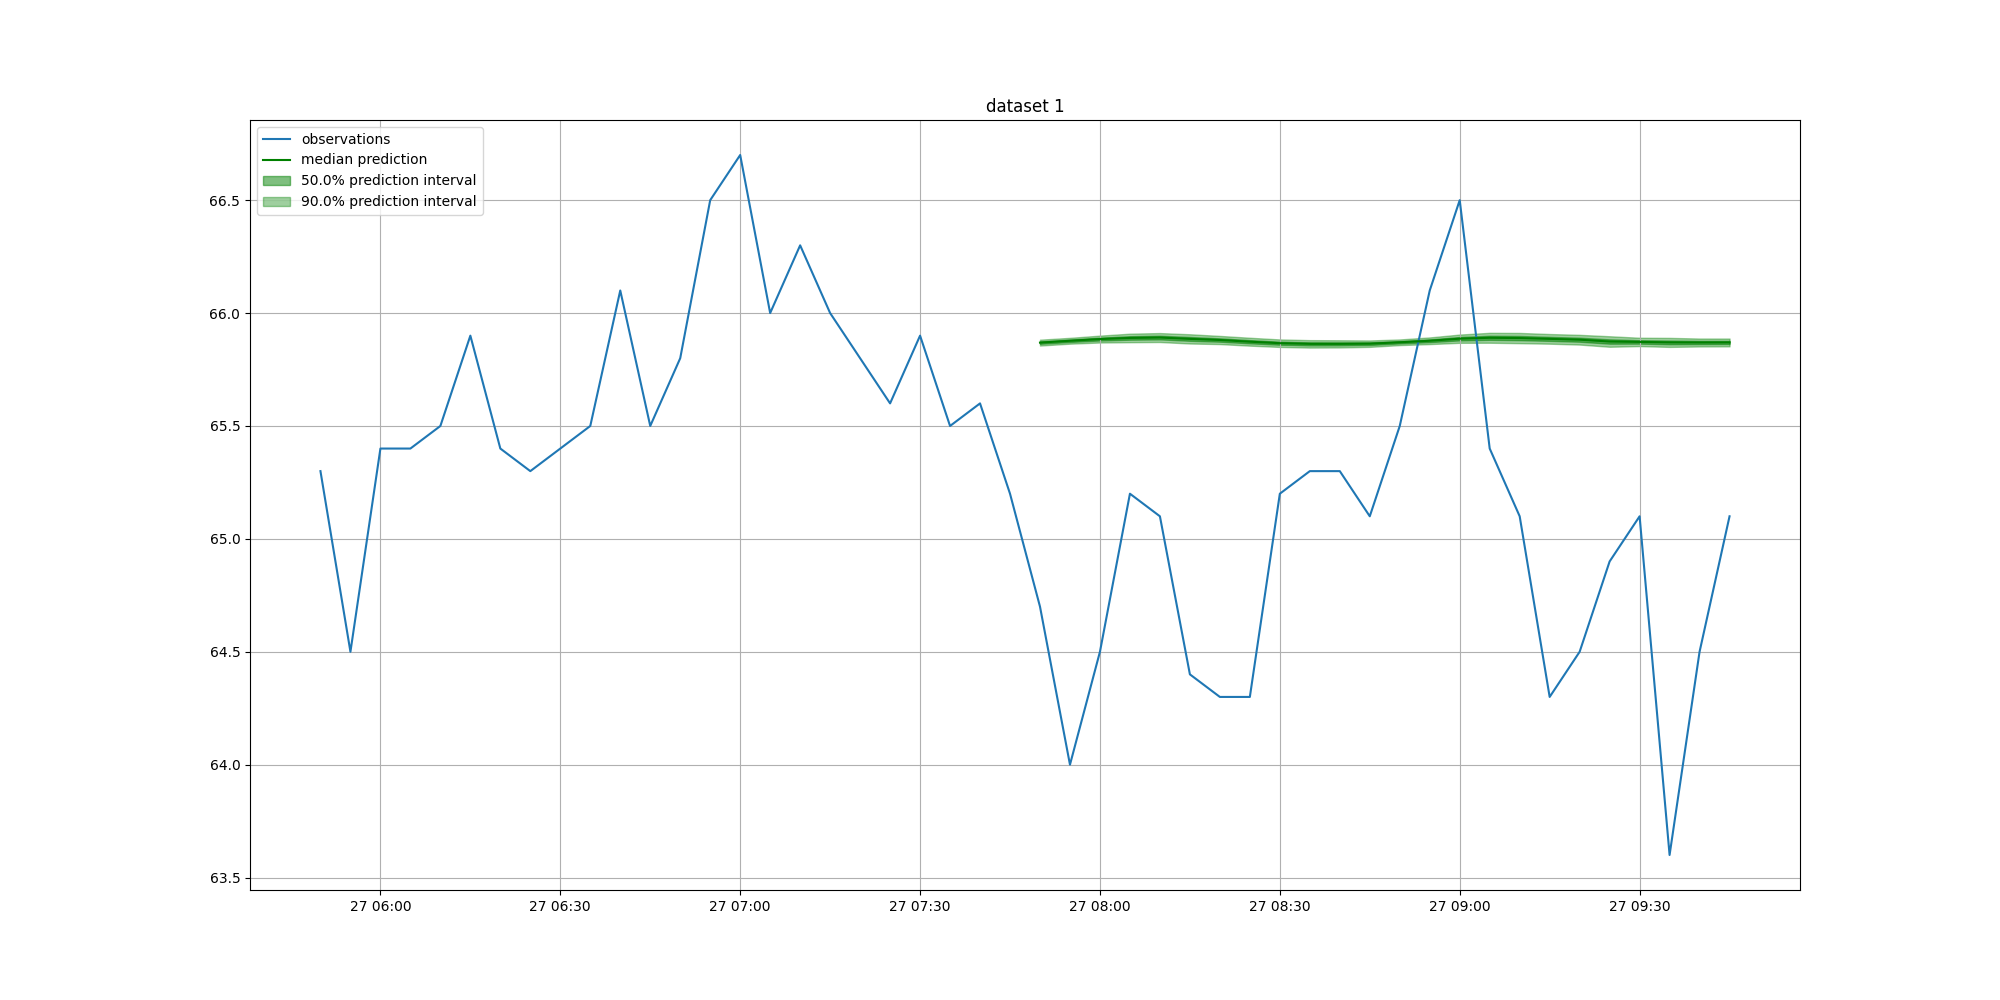 dataset 1
observations
median prediction
50.0% prediction interval
90.0% prediction interval
66.5
66.0
65.5
65.0
64.5
64.0
63.5
27 06:00 27 06:30 27 07:00 27 07:30 27 08:00 27 08:30 27 09:00 27 09:30